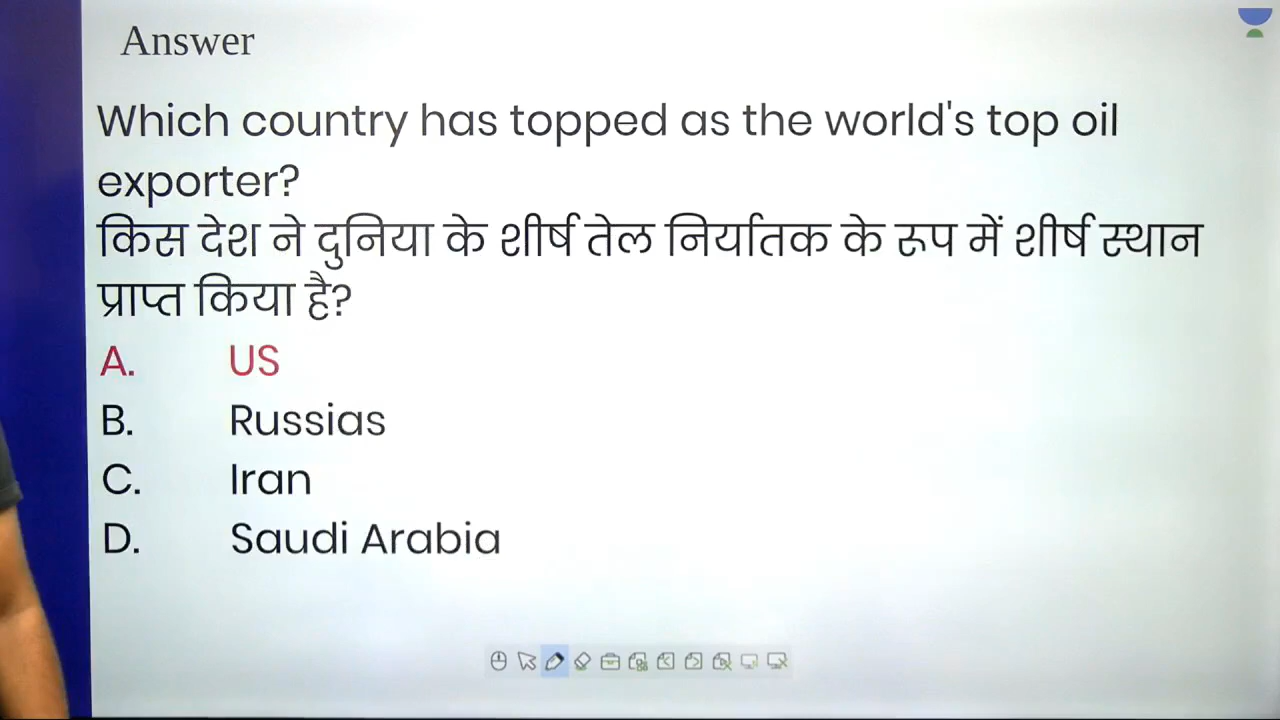 Answer
Which country has topped as the world's top oil
exporter?
किस देश ने दुनिया के शीर्ष तेल निर्यातक के रूप में शीर्ष स्थान
प्राप्त किया है?
A. US
B. Russias
C. Iran
D. Saudi Arabia